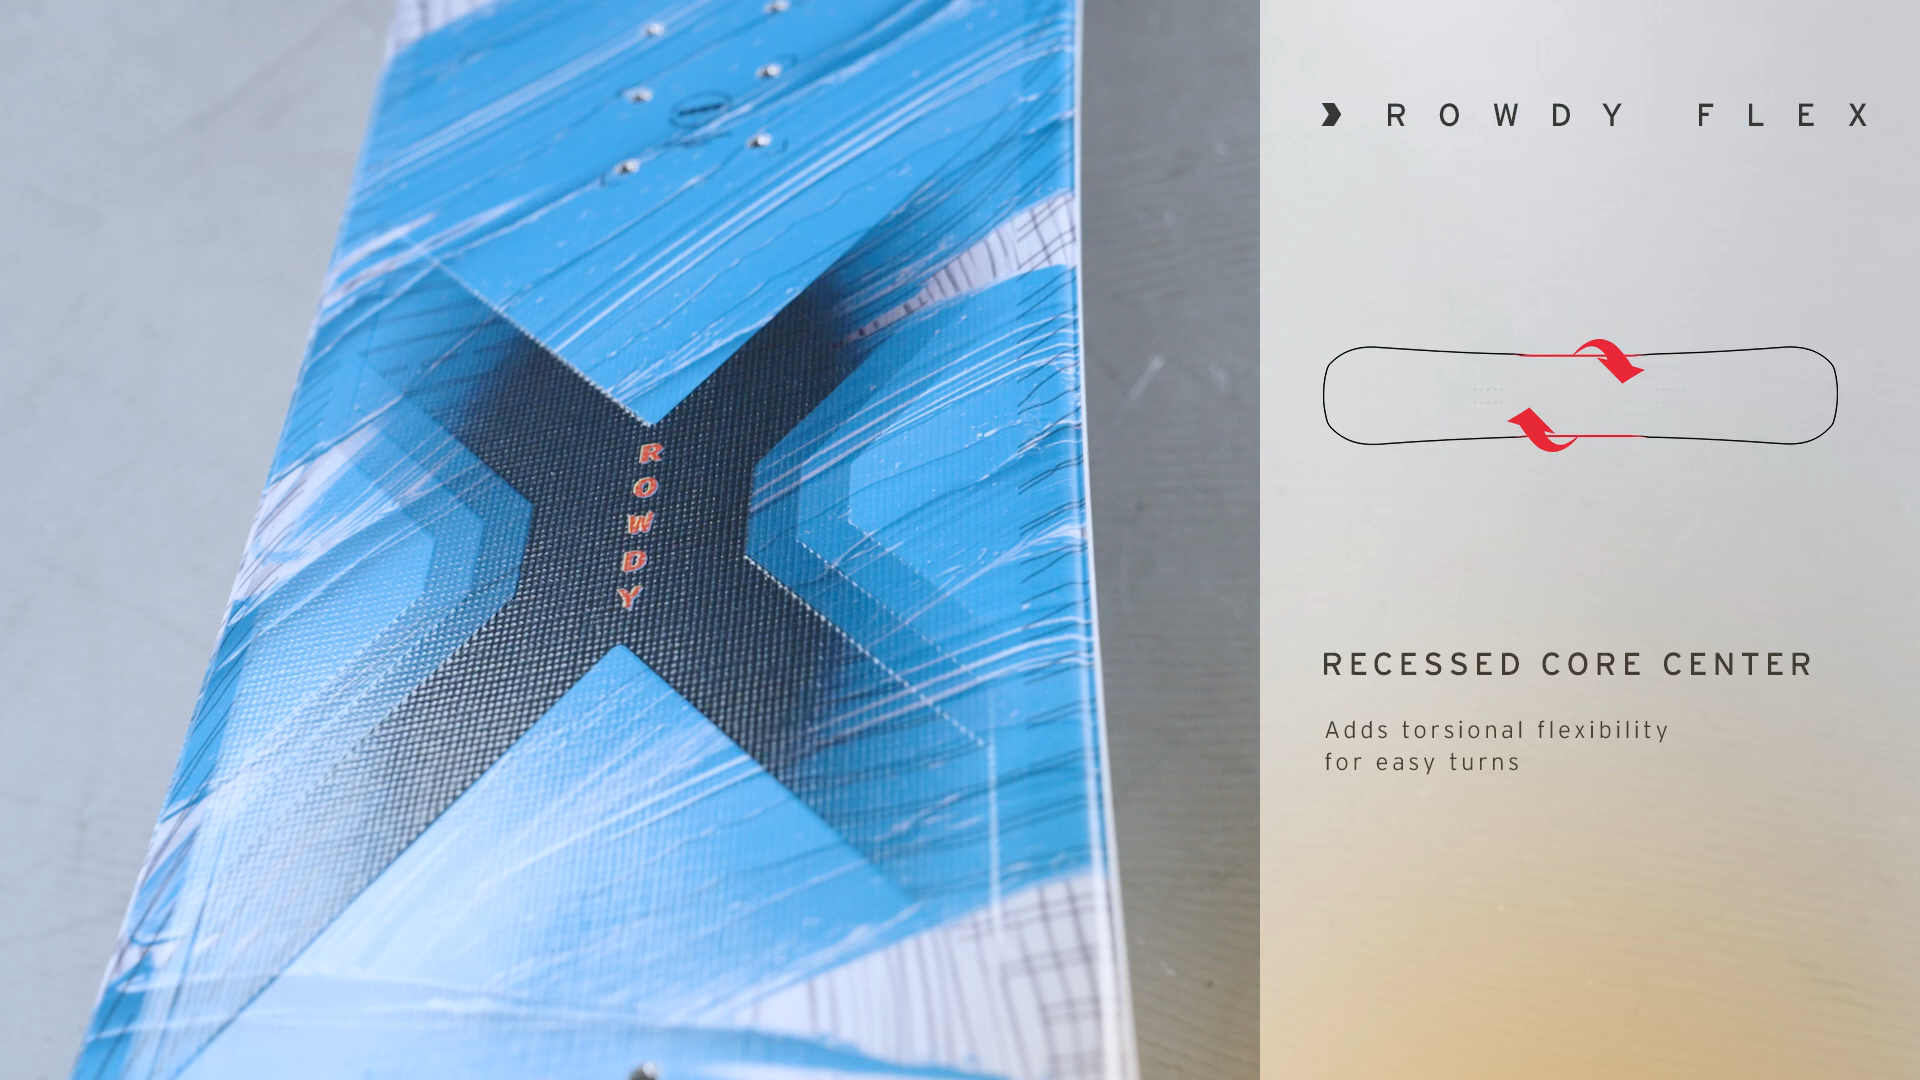 ROWDY
ROWDY FLEX
RECESSED CORE CENTER
Adds torsional flexibility
for easy turns